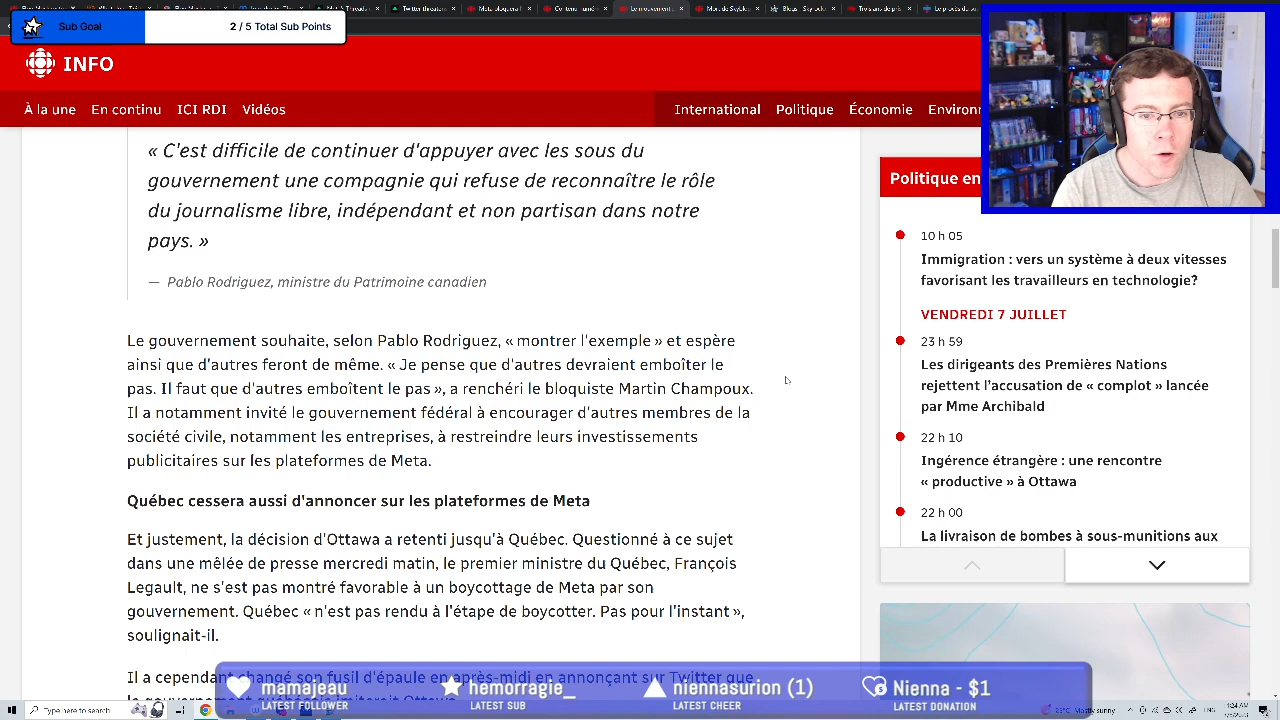 Twitter threaten
Le mouvement
Sub Goal
2 / 5 Total Sub Points
INFO
À la une En continu ICI RDI Vidéos
International Politique Économie Environn
« C'est difficile de continuer d'appuyer avec les sous du
gouvernement une compagnie qui refuse de reconnaître le rôle
du journalisme libre, indépendant et non partisan dans notre
pays. »
— Pablo Rodriguez, ministre du Patrimoine canadien
Le gouvernement souhaite, selon Pablo Rodriguez, « montrer l'exemple » et espère
ainsi que d'autres feront de même. « Je pense que d'autres devraient emboîter le
pas. Il faut que d'autres emboîtent le pas », a renchéri le bloquiste Martin Champoux.
Il a notamment invité le gouvernement fédéral à encourager d'autres membres de la
société civile, notamment les entreprises, à restreindre leurs investissements
publicitaires sur les plateformes de Meta.
Québec cessera aussi d'annoncer sur les plateformes de Meta
Et justement, la décision d'Ottawa a retenti jusqu'à Québec. Questionné à ce sujet
dans une mêlée de presse mercredi matin, le premier ministre du Québec, François
Legault, ne s'est pas montré favorable à un boycottage de Meta par son
gouvernement. Québec « n'est pas rendu à l'étape de boycotter. Pas pour l'instant »,
soulignait-il.
Il a cependant changé son fusil d'épaule en après-midi en annonçant sur Twitter que
Politique en
10 h 05
Immigration : vers un système à deux vitesses
favorisant les travailleurs en technologie?
VENDREDI 7 JUILLET
23 h 59
Les dirigeants des Premières Nations
rejettent l'accusation de « complot » lancée
par Mme Archibald
22 h 10
Ingérence étrangère : une rencontre
« productive » à Ottawa
22 h 00
La livraison de bombes à sous-munitions aux
mamajeau
LATEST FOLLOWER
hemorragie_
LATEST SUB
niennasurion (1)
LATEST CHEER
Nienna - $1
LATEST DONATION
Type here to search
23°C Mostly sunny
ENG